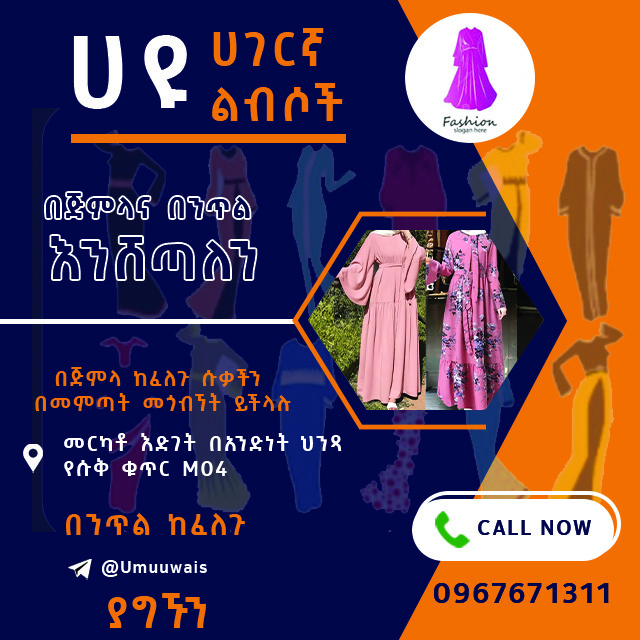 ሀዩ
ሀገርኛ
ልብሶች
Fashion
slogan here
በጅምላና በንጥል
እንሸጣለን
በጅምላ ከፈለጉ ሱቃችን
በመምጣት መጎብኘት ይችላሉ
መርካቶ እድገት በአንድነት ህንጻ
የሱቅ ቁጥር M04
በንጥል ከፈለጉ
@Umuuwais
ያግኙን
CALL NOW
0967671311